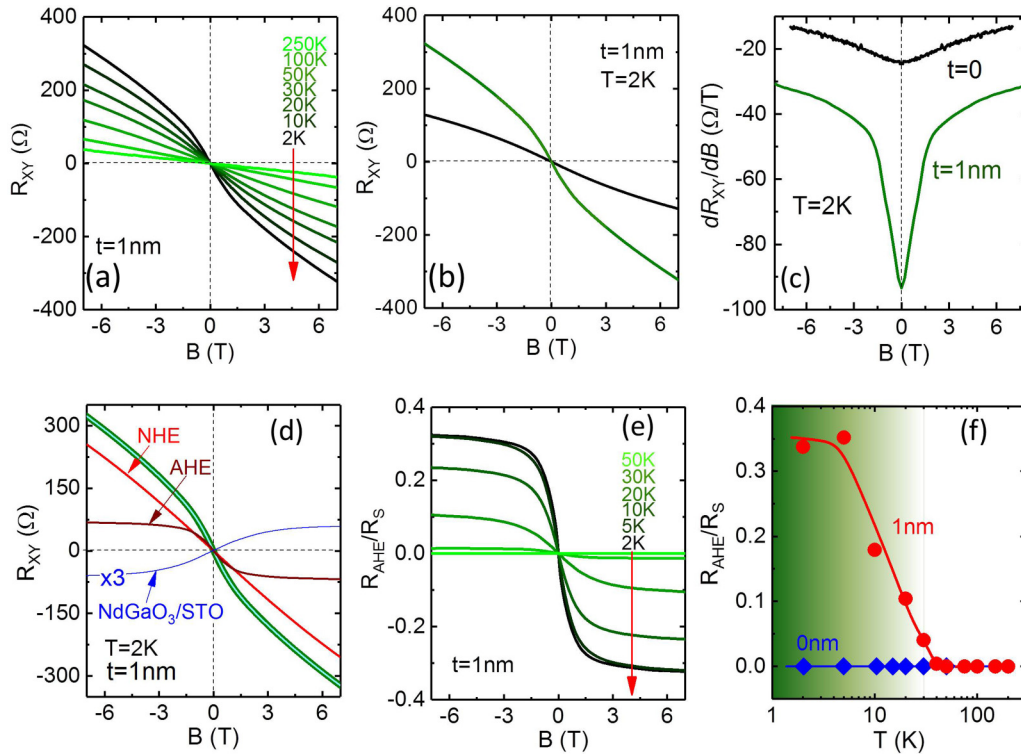 400
200
0
-200
-400
R_XY (Ω)
-6 -3 0 3 6
B (T)
250K
100K
50K
30K
20K
10K
2K
t=1nm
(a)
400
200
0
-200
-400
R_XY (Ω)
-6 -3 0 3 6
B (T)
t=1nm
T=2K
(b)
-20
-40
-60
-80
-100
dR_XY/dB (Ω/T)
-6 -3 0 3 6
B (T)
t=0
t=1nm
T=2K
(c)
300
150
0
-150
-300
R_XY (Ω)
-6 -3 0 3 6
B (T)
(d)
NHE
AHE
x3
NdGaO₃/STO
T=2K
t=1nm
0.4
0.2
0.0
-0.2
-0.4
R_AHE/R_S
-6 -3 0 3 6
B (T)
(e)
50K
30K
20K
10K
5K
2K
t=1nm
0.4
0.3
0.2
0.1
0.0
R_AHE/R_S
1 10 100
T (K)
(f)
1nm
0nm